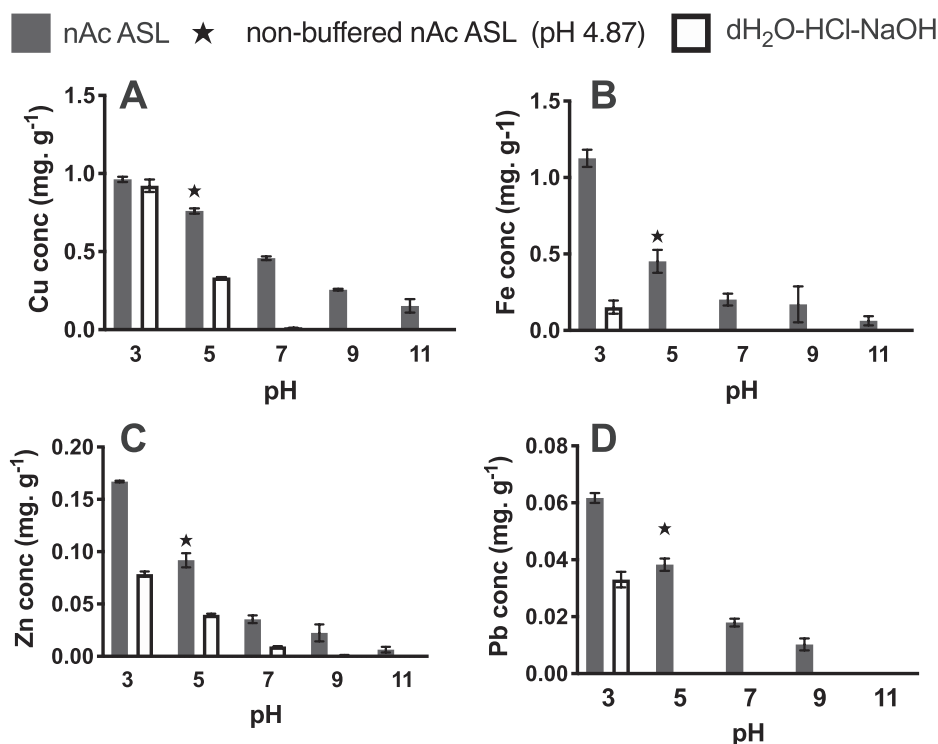 nAc ASL ★ non-buffered nAc ASL (pH 4.87) dH₂O-HCl-NaOH
A
Cu conc (mg. g⁻¹)
1.5
1.0
0.5
0.0
3 5 7 9 11
pH
B
Fe conc (mg. g-1)
1.5
1.0
0.5
0.0
3 5 7 9 11
pH
C
Zn conc (mg. g⁻¹)
0.20
0.15
0.10
0.05
0.00
3 5 7 9 11
pH
D
Pb conc (mg. g⁻¹)
0.08
0.06
0.04
0.02
0.00
3 5 7 9 11
pH